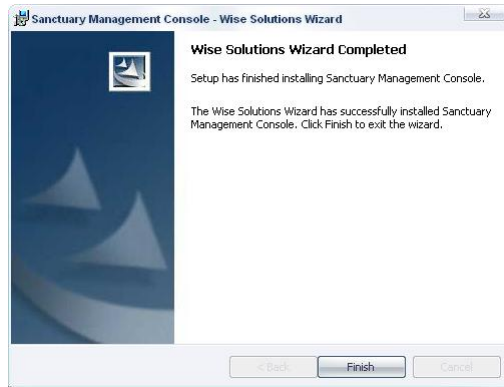 Sanctuary Management Console - Wise Solutions Wizard
Wise Solutions Wizard Completed
Setup has finished installing Sanctuary Management Console.
The Wise Solutions Wizard has successfully installed Sanctuary
Management Console. Click Finish to exit the wizard.
< Back
Finish
Cancel